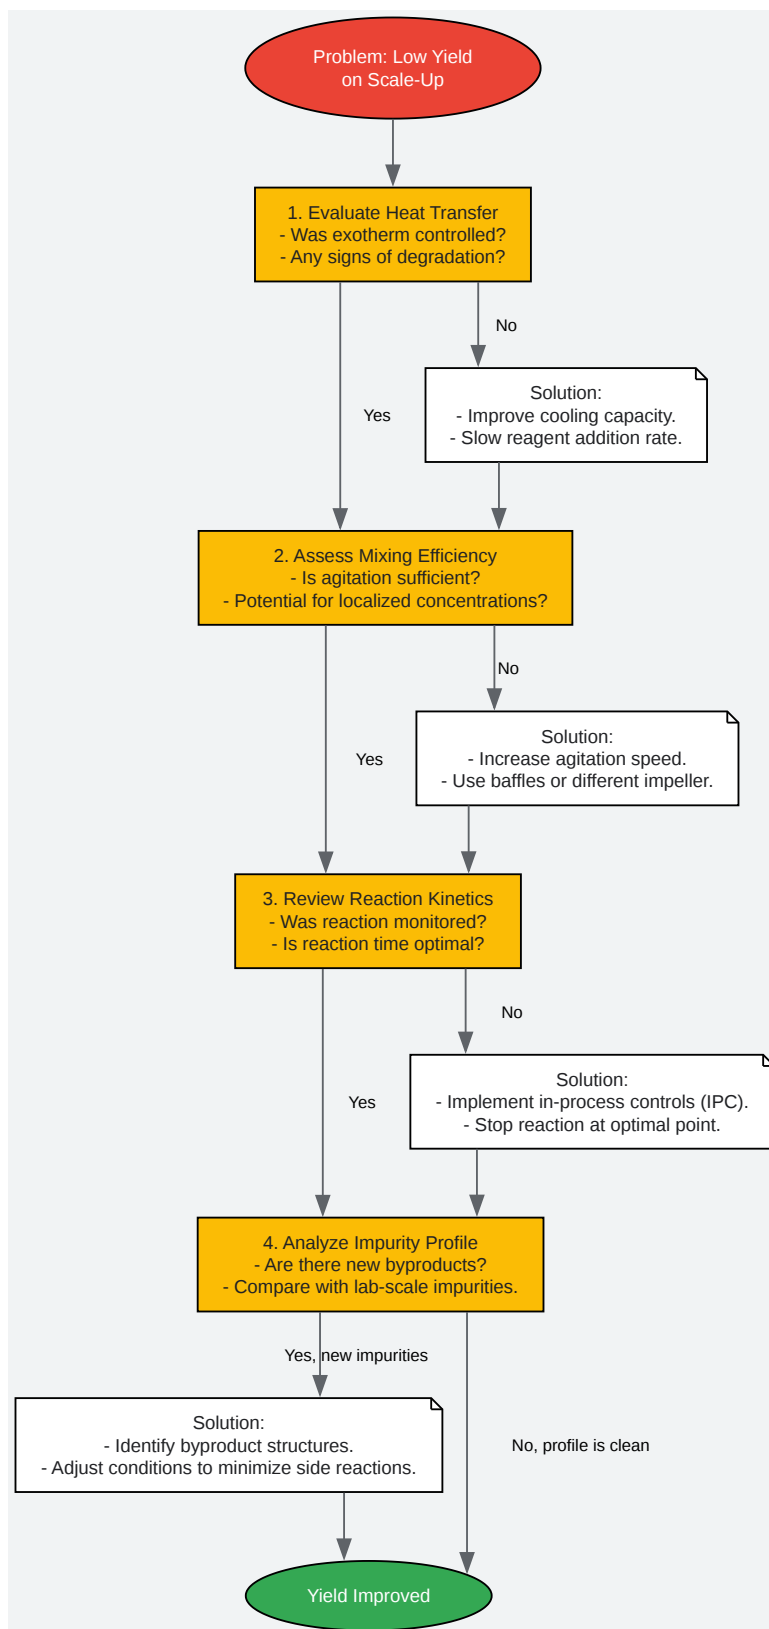 Problem: Low Yield
on Scale-Up
1. Evaluate Heat Transfer
- Was exotherm controlled?
- Any signs of degradation?
No
Yes
Solution:
- Improve cooling capacity.
- Slow reagent addition rate.
2. Assess Mixing Efficiency
- Is agitation sufficient?
- Potential for localized concentrations?
No
Yes
Solution:
- Increase agitation speed.
- Use baffles or different impeller.
3. Review Reaction Kinetics
- Was reaction monitored?
- Is reaction time optimal?
No
Yes
Solution:
- Implement in-process controls (IPC).
- Stop reaction at optimal point.
4. Analyze Impurity Profile
- Are there new byproducts?
- Compare with lab-scale impurities.
Yes, new impurities
Solution:
- Identify byproduct structures.
- Adjust conditions to minimize side reactions.
No, profile is clean
Yield Improved